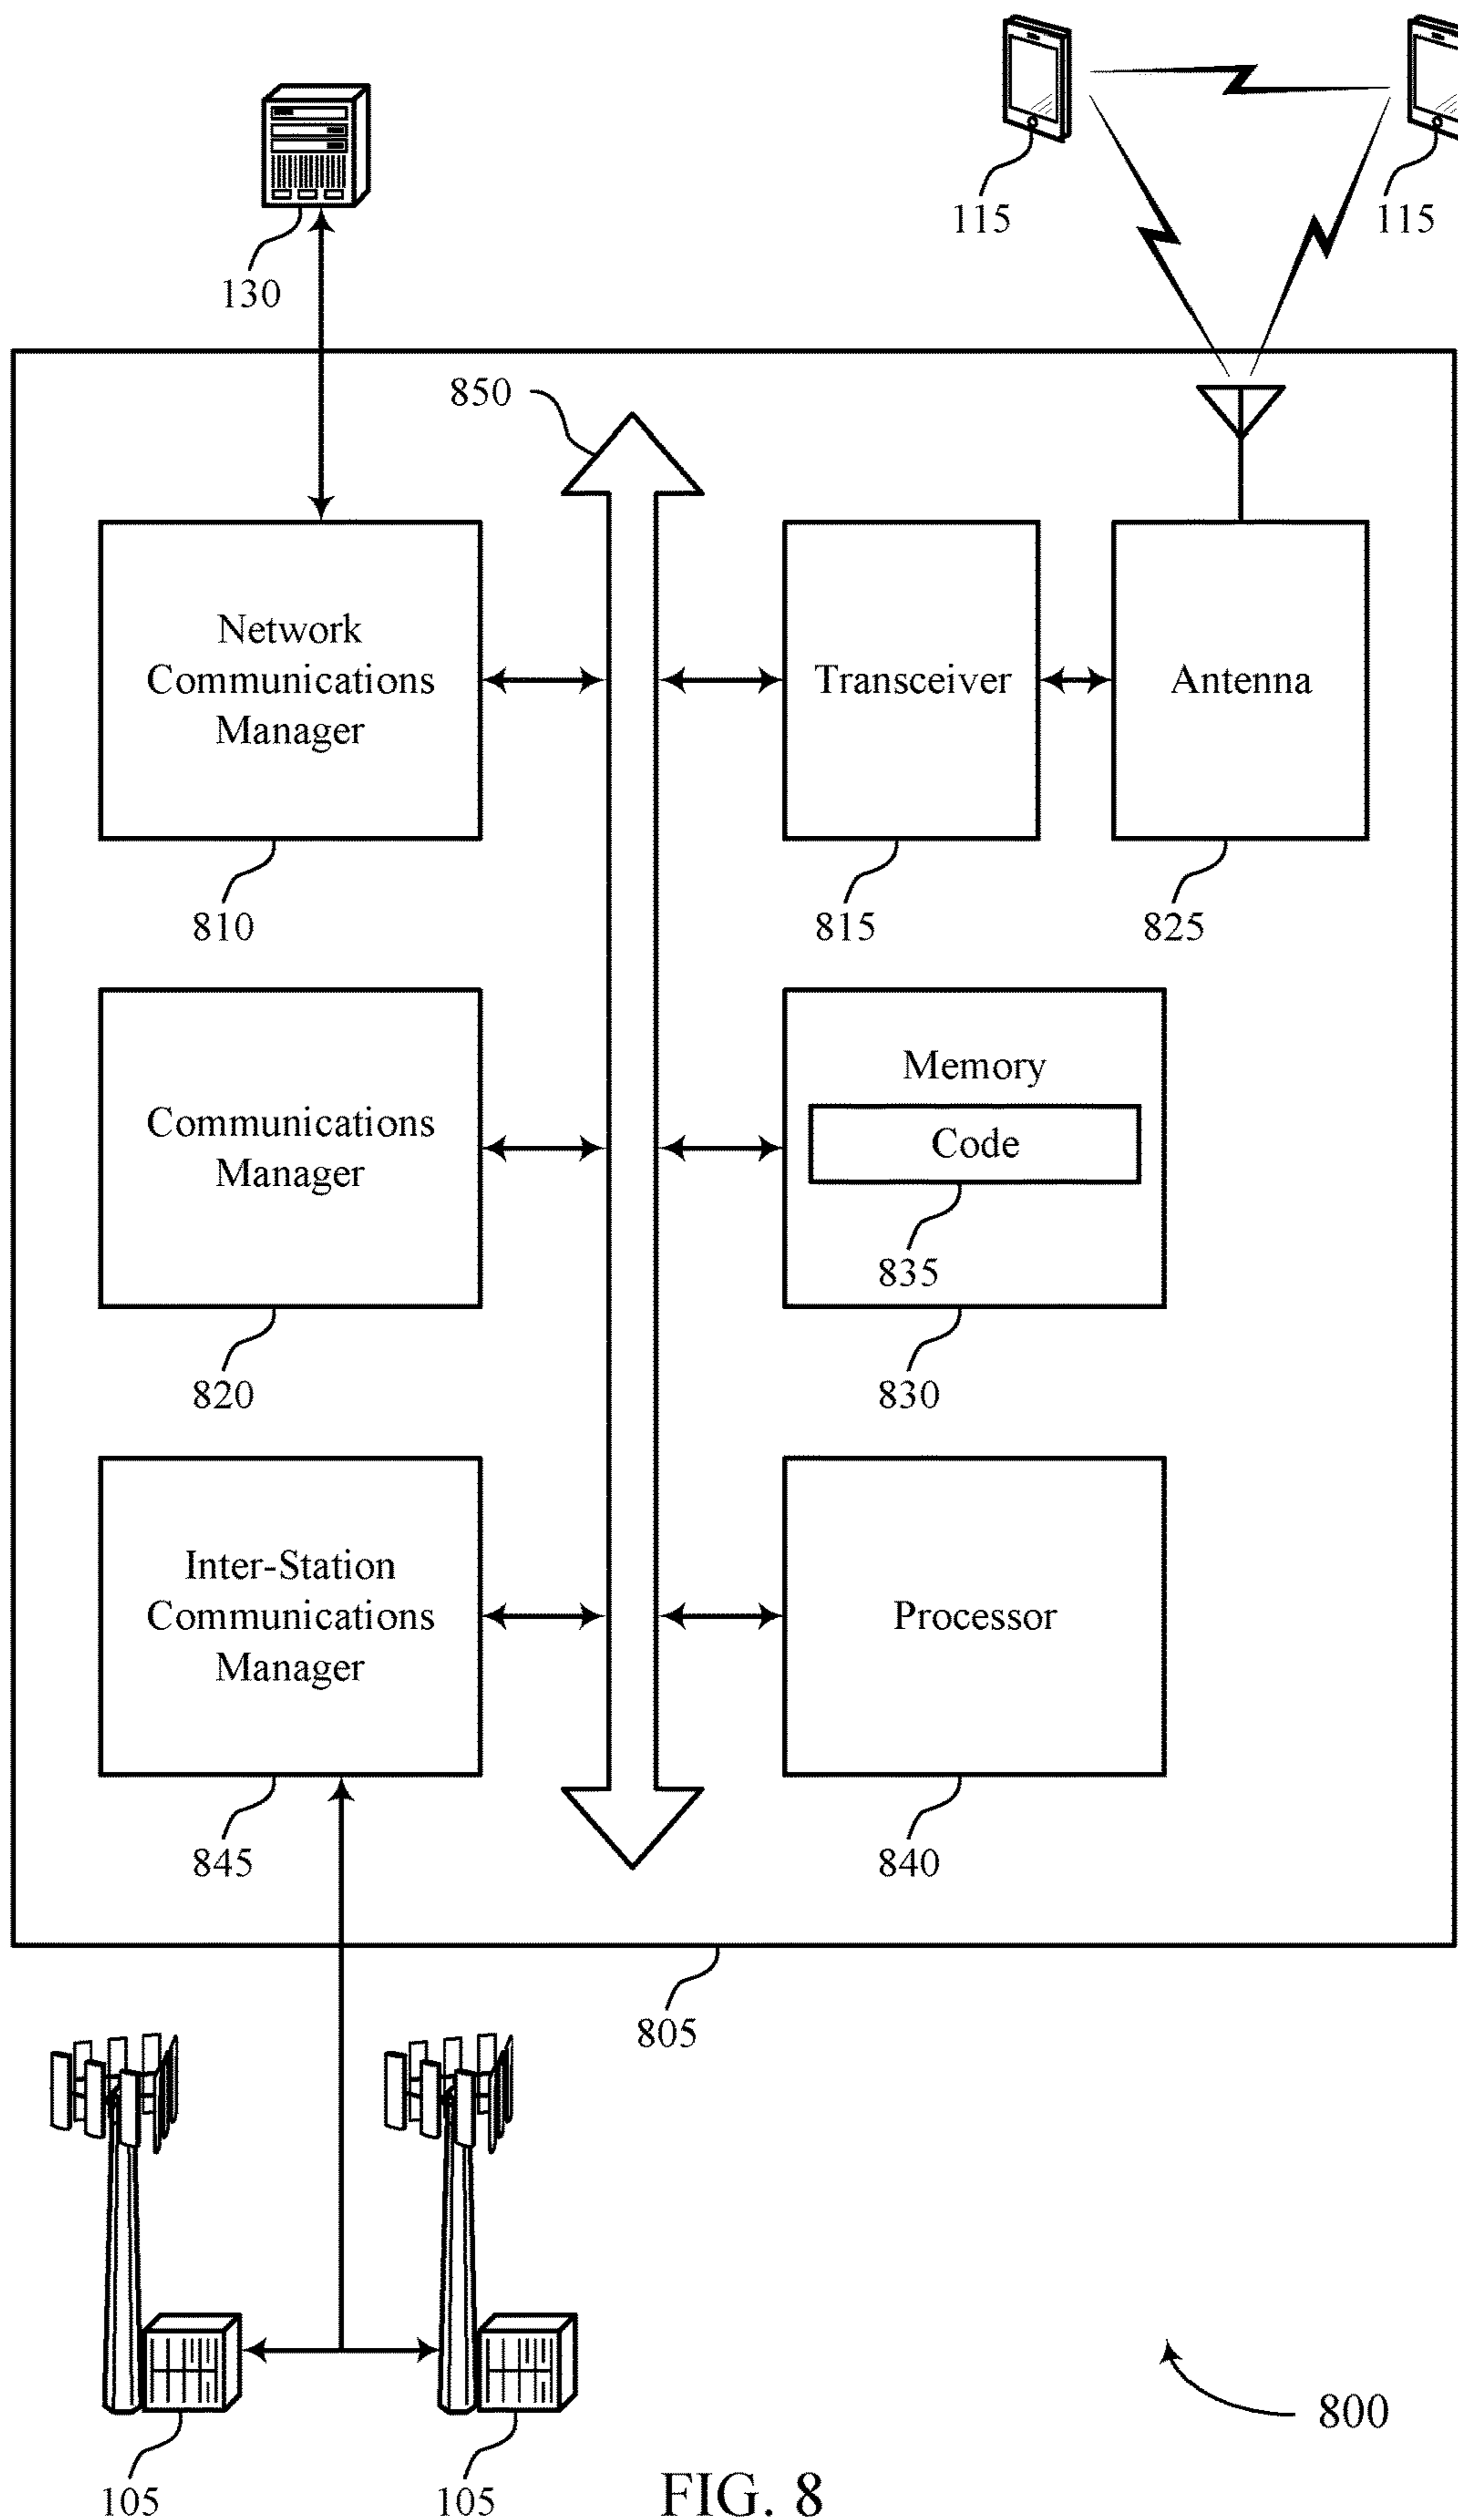 115
115
130
850
Network
Communications
Manager
Transceiver
Antenna
810
815
825
Communications
Manager
Memory
Code
835
820
830
Inter-Station
Communications
Manager
Processor
845
840
805
800
105
105
FIG. 8